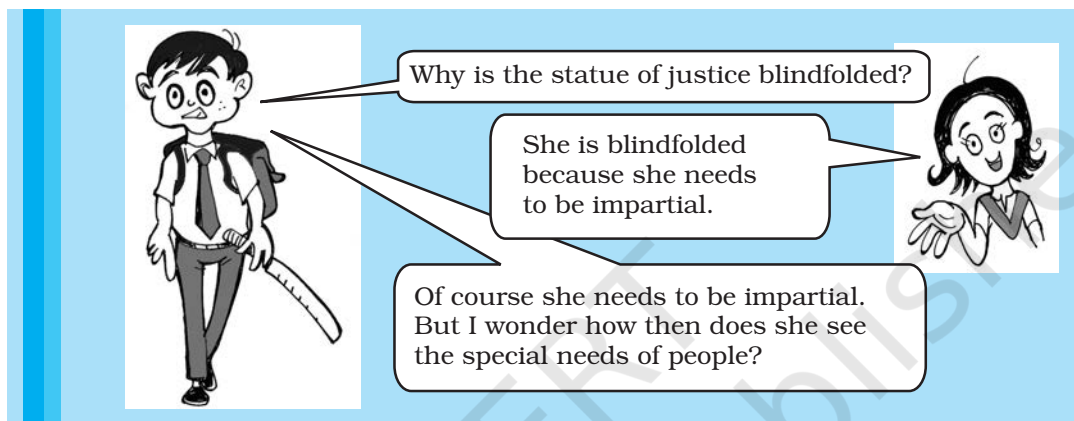 Why is the statue of justice blindfolded?
She is blindfolded
because she needs
to be impartial.
Of course she needs to be impartial.
But I wonder how then does she see
the special needs of people?